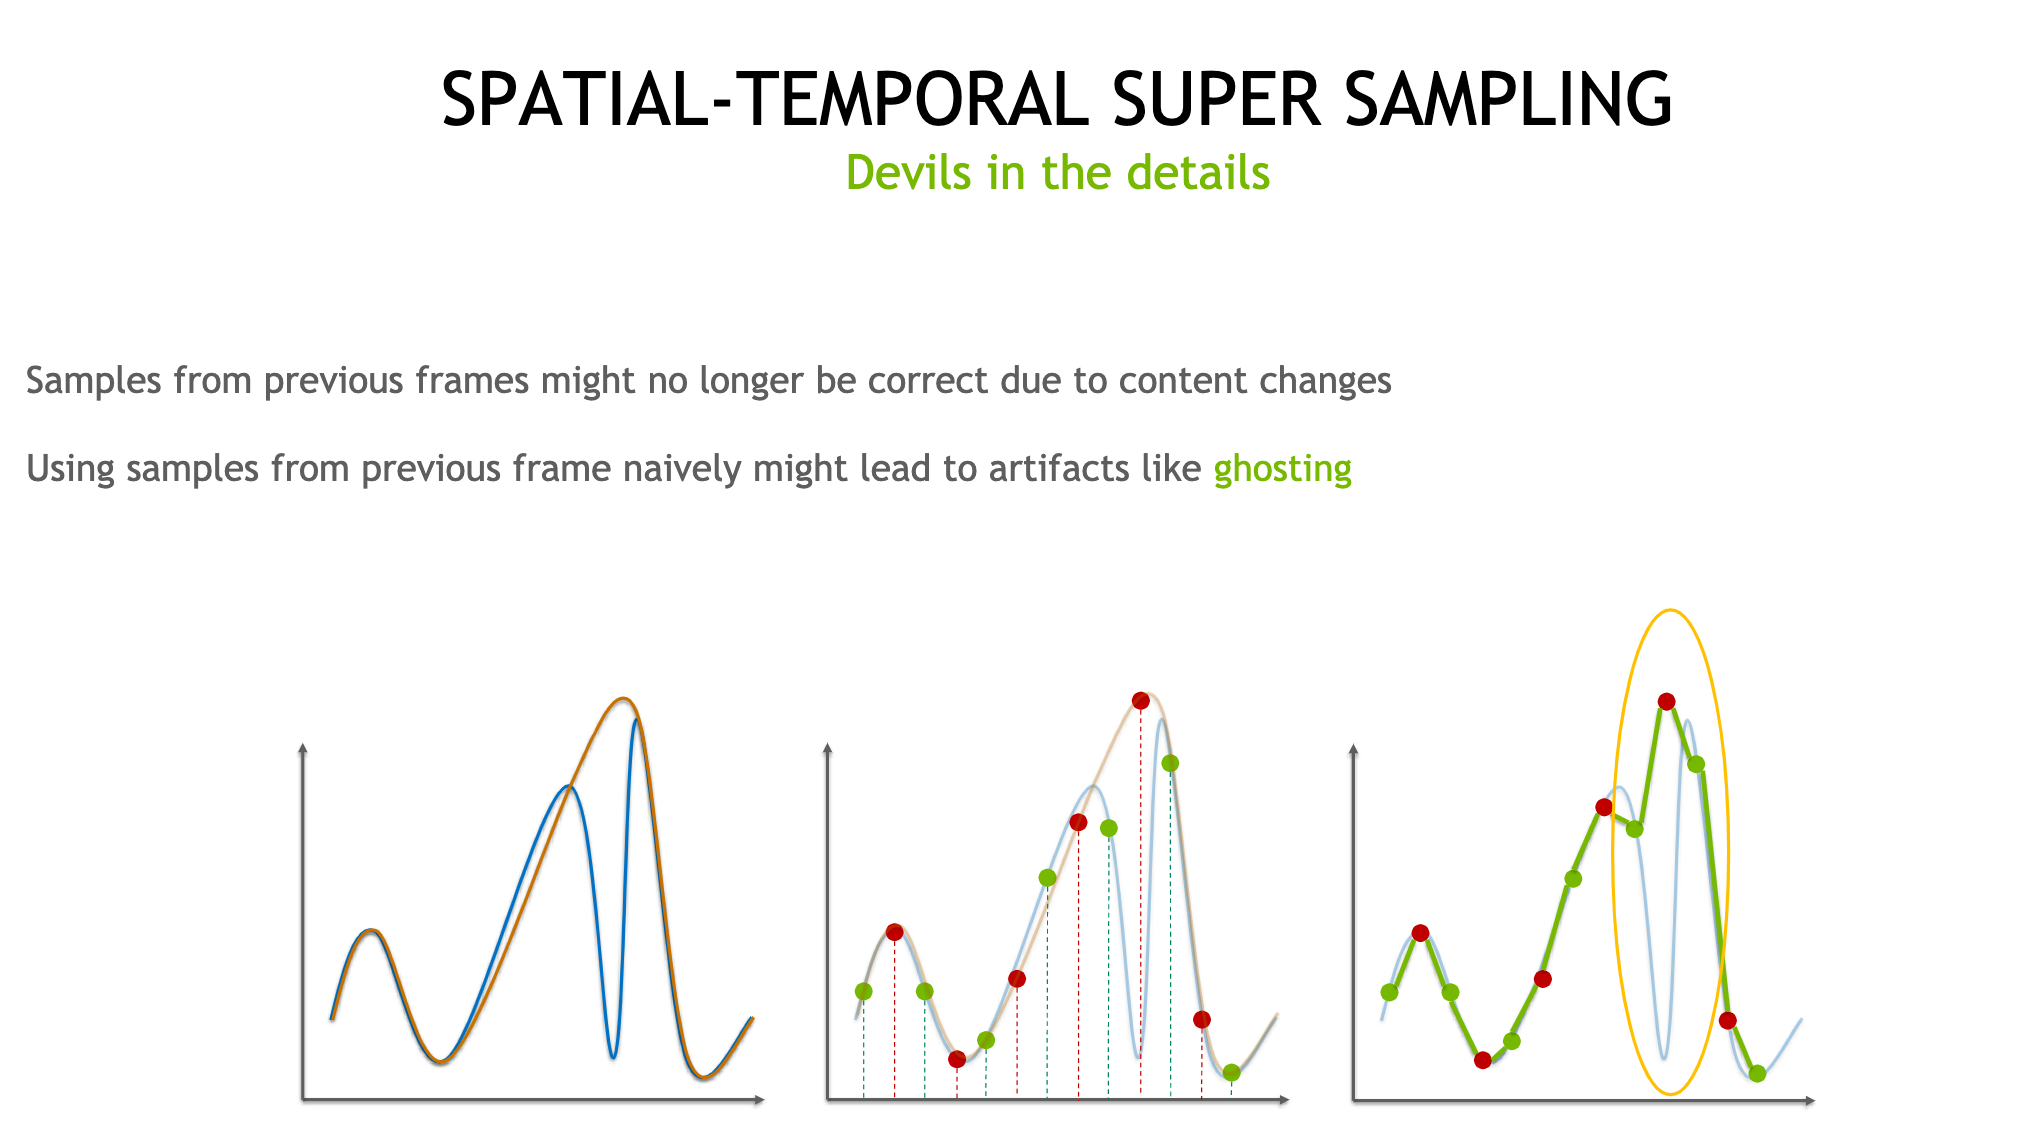 SPATIAL-TEMPORAL SUPER SAMPLING
Devils in the details
Samples from previous frames might no longer be correct due to content changes
Using samples from previous frame naively might lead to artifacts like ghosting